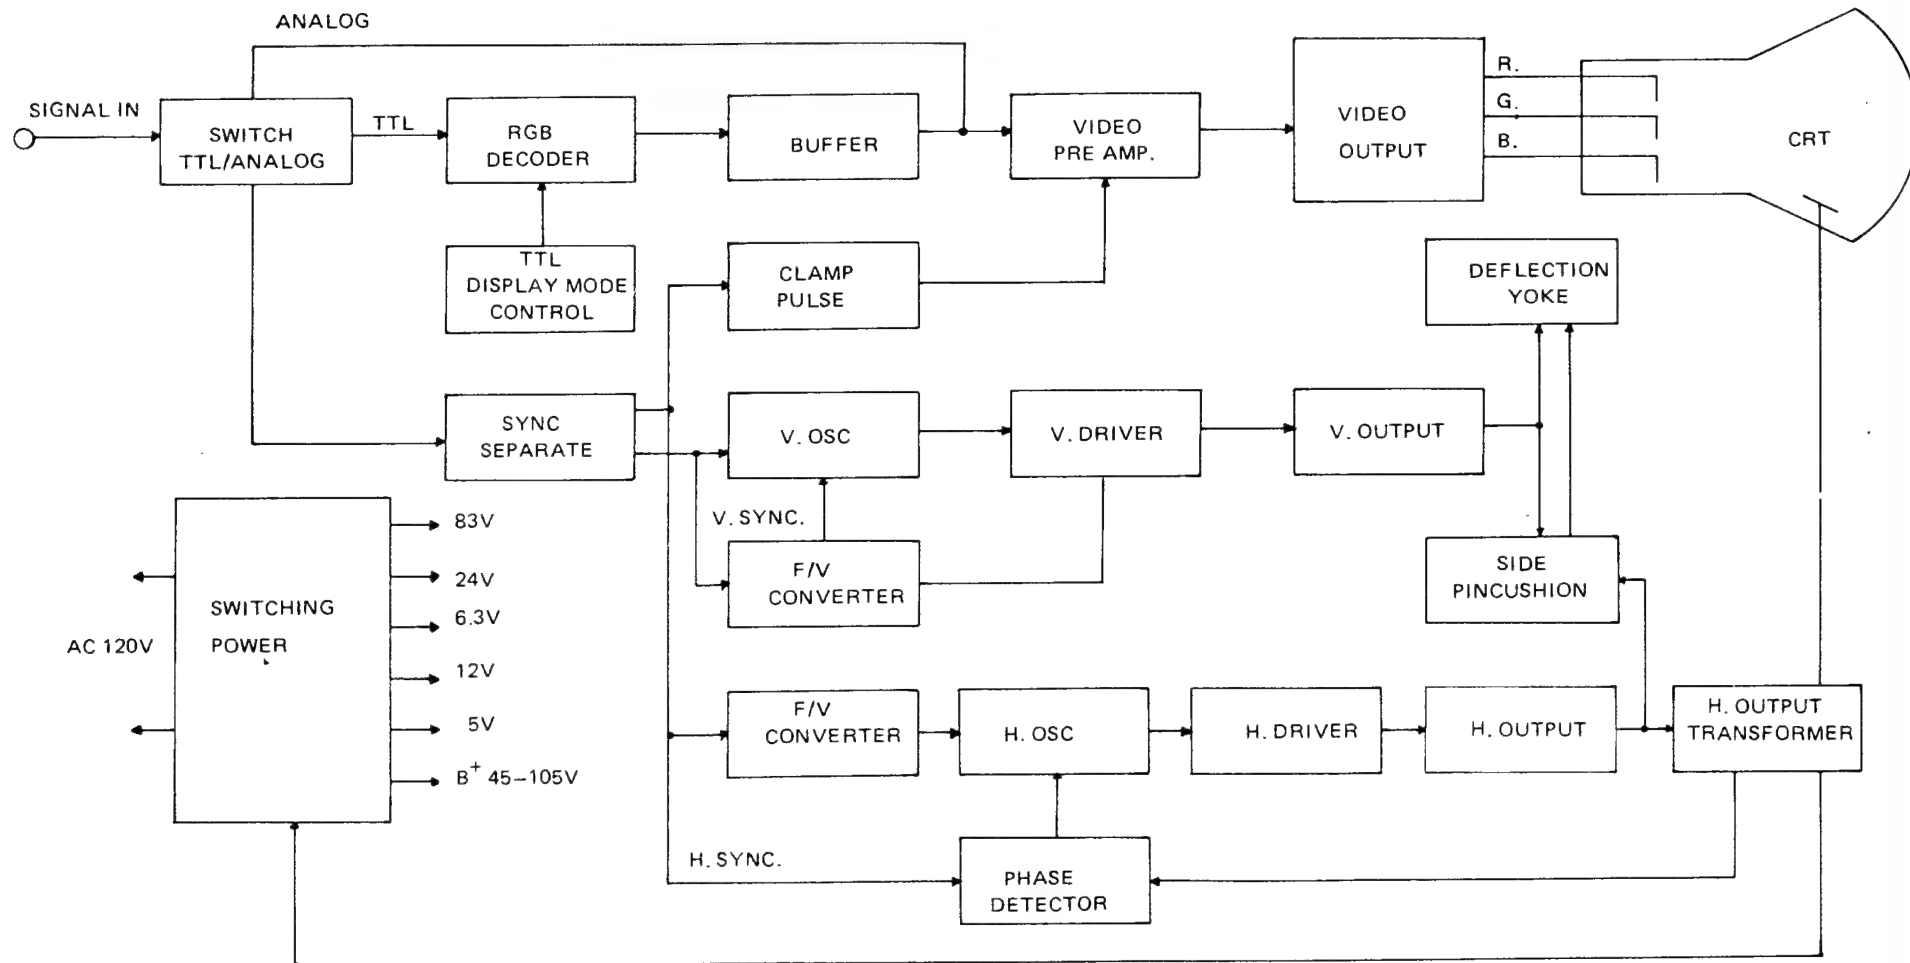 ANALOG
SIGNAL IN
SWITCH
TTL/ANALOG
TTL
RGB
DECODER
BUFFER
VIDEO
PRE AMP.
VIDEO
OUTPUT
R.
G.
B.
CRT
TTL
DISPLAY MODE
CONTROL
CLAMP
PULSE
DEFLECTION
YOKE
SYNC
SEPARATE
V. OSC
V. DRIVER
V. OUTPUT
V. SYNC.
F/V
CONVERTER
SIDE
PINCUSHION
AC 120V
SWITCHING
POWER
83V
24V
6.3V
12V
5V
B+ 45–105V
F/V
CONVERTER
H. OSC
H. DRIVER
H. OUTPUT
H. OUTPUT
TRANSFORMER
H. SYNC.
PHASE
DETECTOR